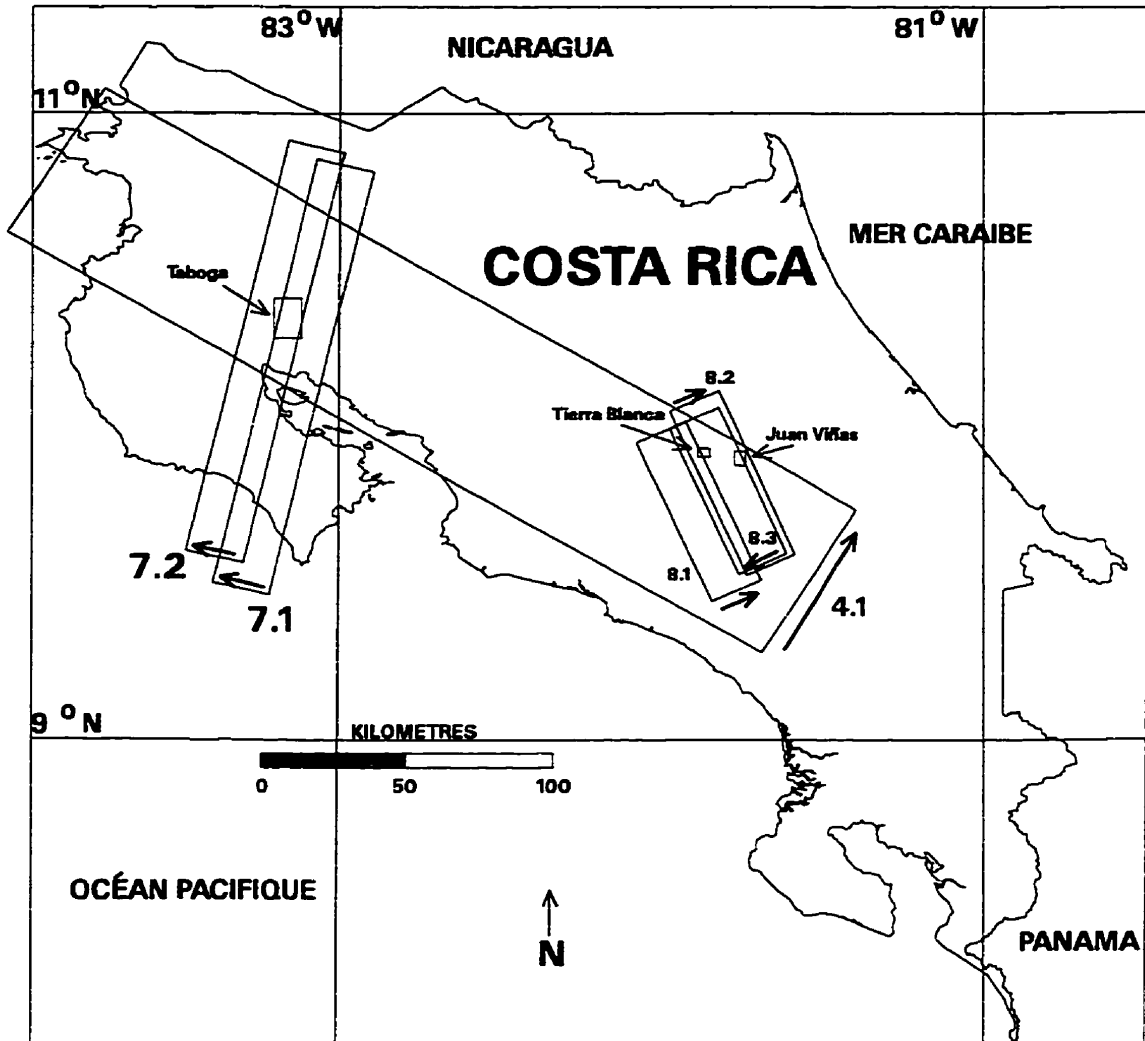 83° W
81° W
NICARAGUA
11° N
MER CARAIBE
COSTA RICA
Taboga
8.2
Tierra Blanca
Juan Viñas
8.3
8.1
7.2
7.1
4.1
9° N
KILOMETRES
0 50 100
OCÉAN PACIFIQUE
N
PANAMA